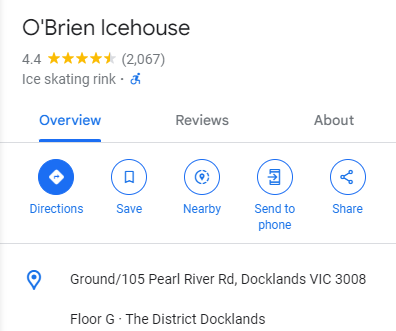 O'Brien Icehouse
4.4 (2,067)
Ice skating rink ·
Overview Reviews About
Directions Save Nearby Send to phone Share
Ground/105 Pearl River Rd, Docklands VIC 3008
Floor G · The District Docklands